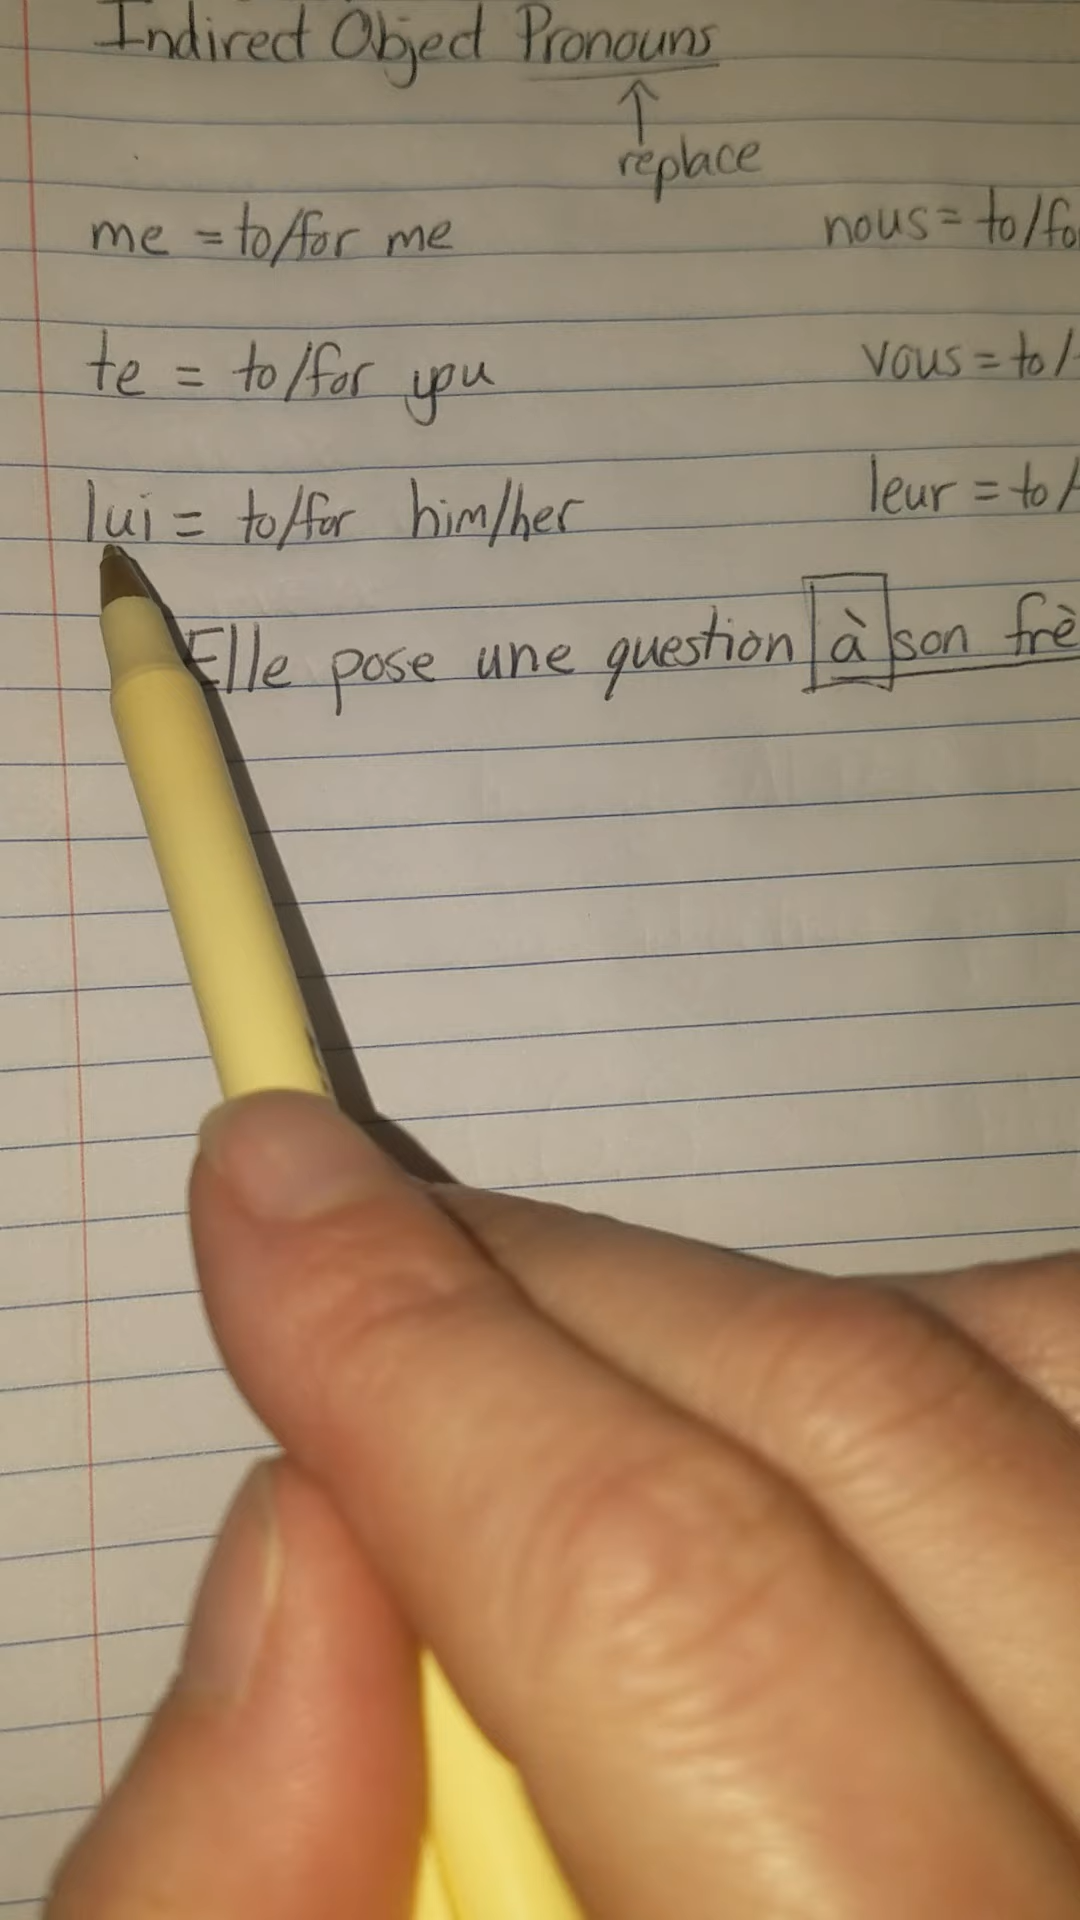 Indirect Object Pronouns
↑
replace
me = to/for me nous = to/fo
te = to/for you vous = to/
lui = to/for him/her leur = to/
Elle pose une question à son frè